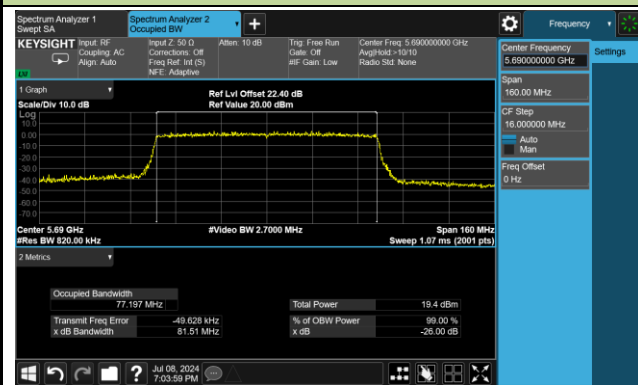 Spectrum Analyzer 1
Swept SA
Spectrum Analyzer 2
Occupied BW
Frequency
KEYSIGHT
Input: RF
Coupling: AC
Align: Auto
Input Z: 50 Ω
Corrections: Off
Freq Ref: Int (S)
NFE: Adaptive
Atten: 10 dB
Trig: Free Run
Gate: Off
#IF Gain: Low
Center Freq: 5.690000000 GHz
Avg|Hold:>10/10
Radio Std: None
Center Frequency
5.690000000 GHz
Settings
Span
160.00 MHz
CF Step
16.000000 MHz
Auto
Man
Freq Offset
0 Hz
1 Graph
Scale/Div 10.0 dB
Ref Lvl Offset 22.40 dB
Ref Value 20.00 dBm
Log
10.0
0.00
-10.0
-20.0
-30.0
-40.0
-50.0
-60.0
-70.0
Center 5.69 GHz
#Res BW 820.00 kHz
#Video BW 2.7000 MHz
Span 160 MHz
Sweep 1.07 ms (2001 pts)
2 Metrics
Occupied Bandwidth
77.197 MHz
Total Power
19.4 dBm
Transmit Freq Error
-49.628 kHz
% of OBW Power
99.00 %
x dB Bandwidth
81.51 MHz
x dB
-26.00 dB
Jul 08, 2024
7:03:59 PM